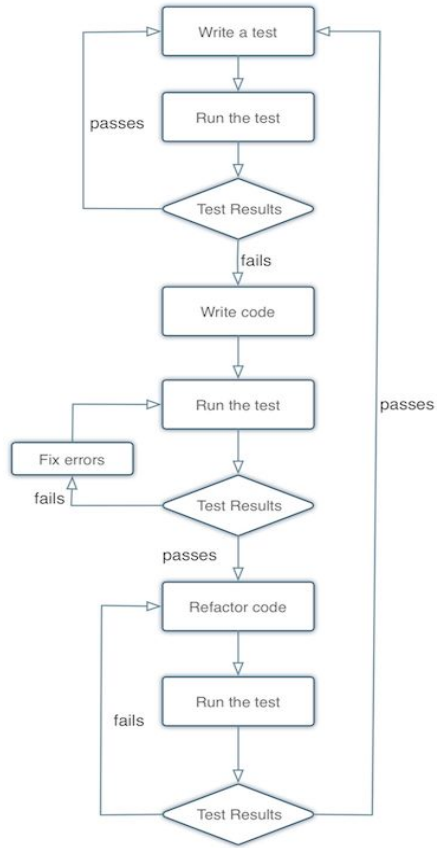 Write a test
passes
Run the test
Test Results
fails
Write code
Run the test
passes
Fix errors
fails
Test Results
passes
Refactor code
Run the test
fails
Test Results